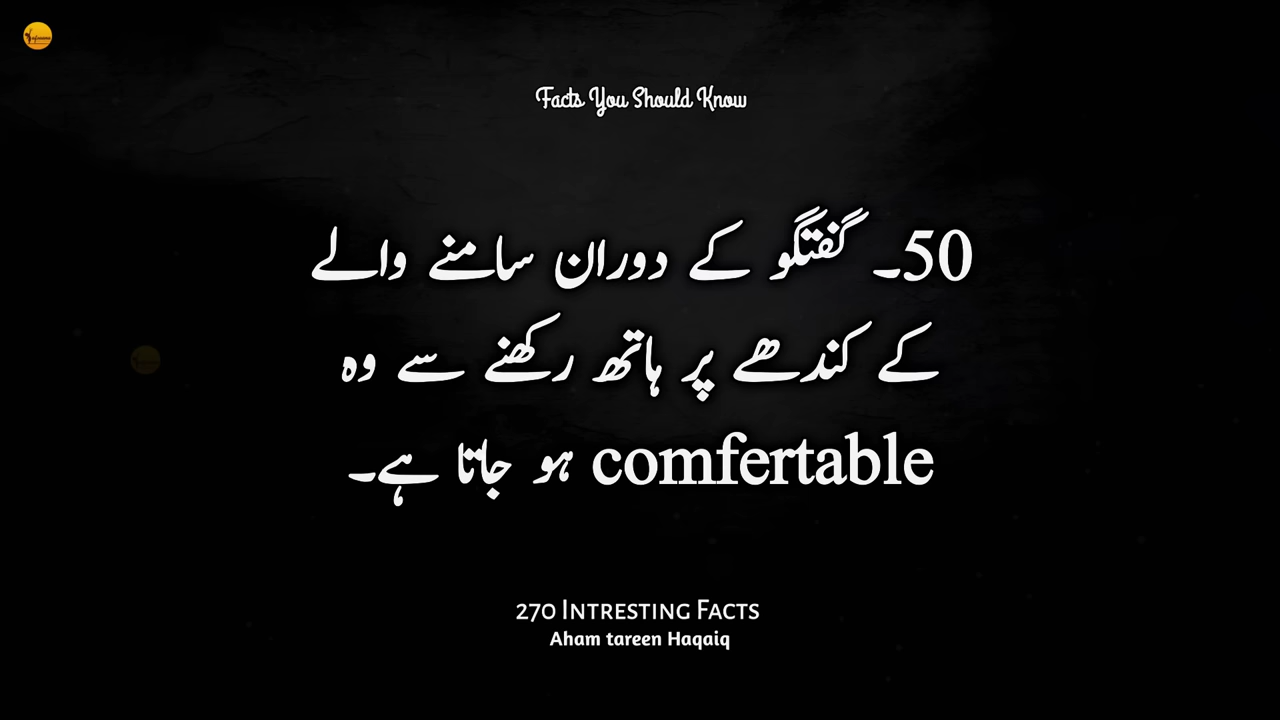 Facts You Should Know
50۔ گفتگو کے دوران سامنے والے
کے کندھے پر ہاتھ رکھنے سے وہ
comfertable ہو جاتا ہے۔
270 Intresting Facts
Aham tareen Haqaiq